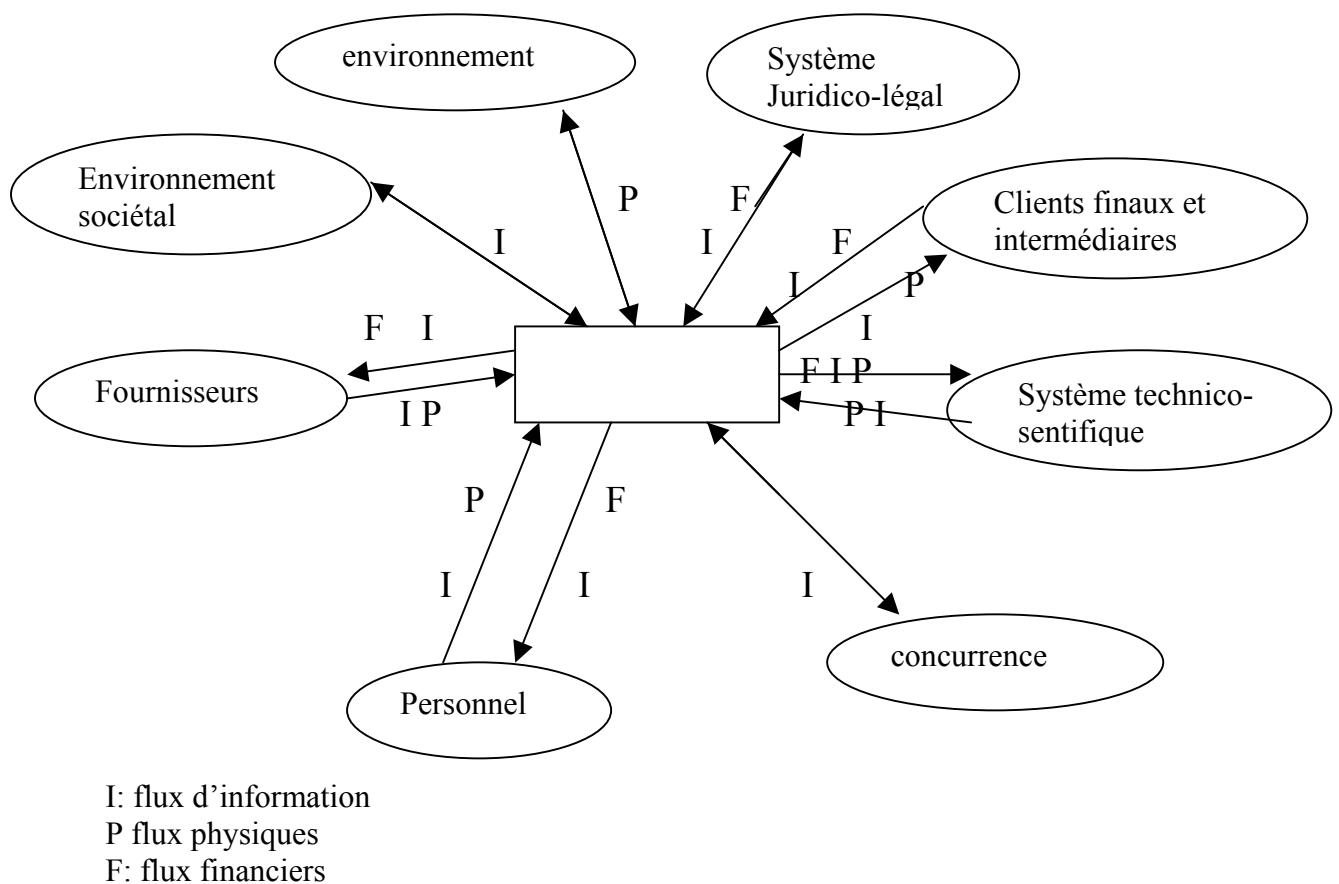 environnement
Système
Juridico-légal
Environnement
sociétal
P
F
I
I
Clients finaux et
intermédiaires
F
I
P
I
F I
Fournisseurs
I P
F I P
P I
Système technico-
sentifique
P
F
I
I
I
concurrence
Personnel
I: flux d’information
P flux physiques
F: flux financiers